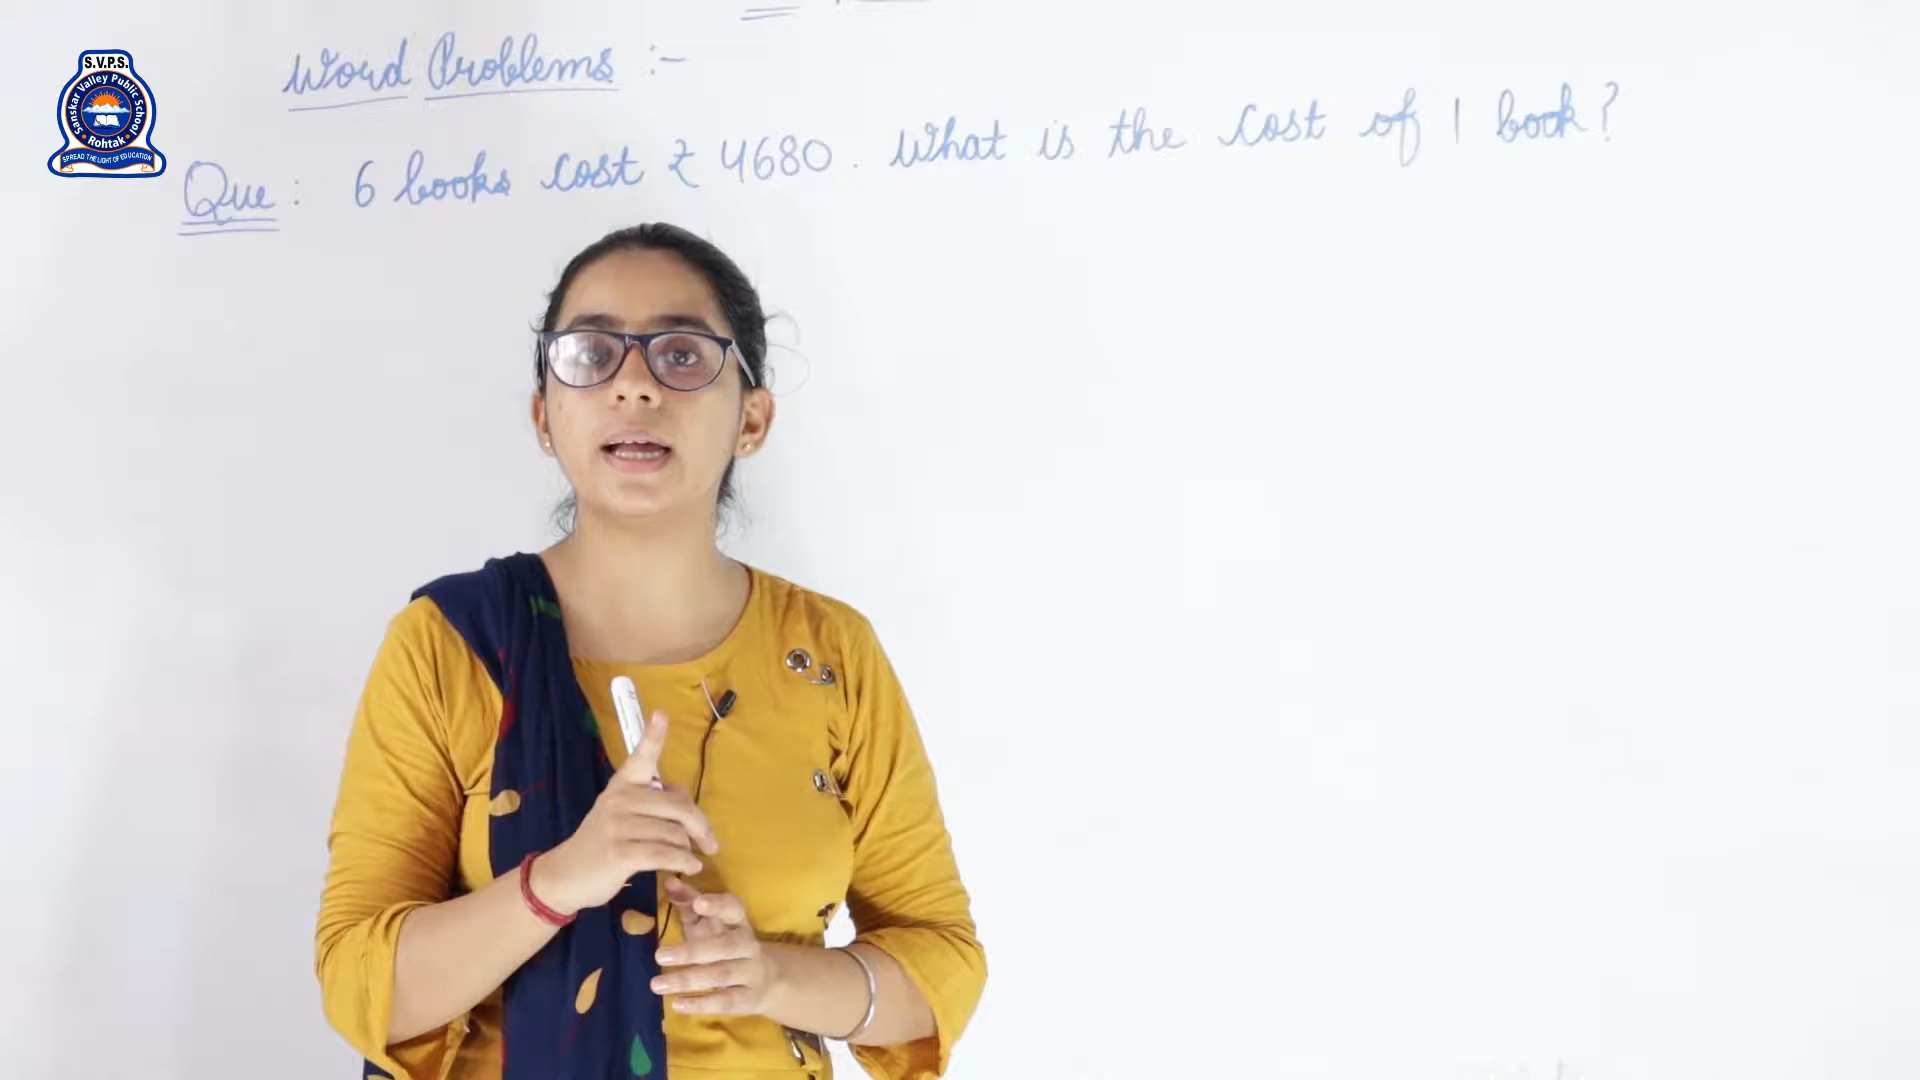 S.V.P.S.
Sanskar Valley Public School
Rohtak
SPREAD THE LIGHT OF EDUCATION
Word Problems :-
Que : 6 books cost ₹ 4680. What is the cost of 1 book?